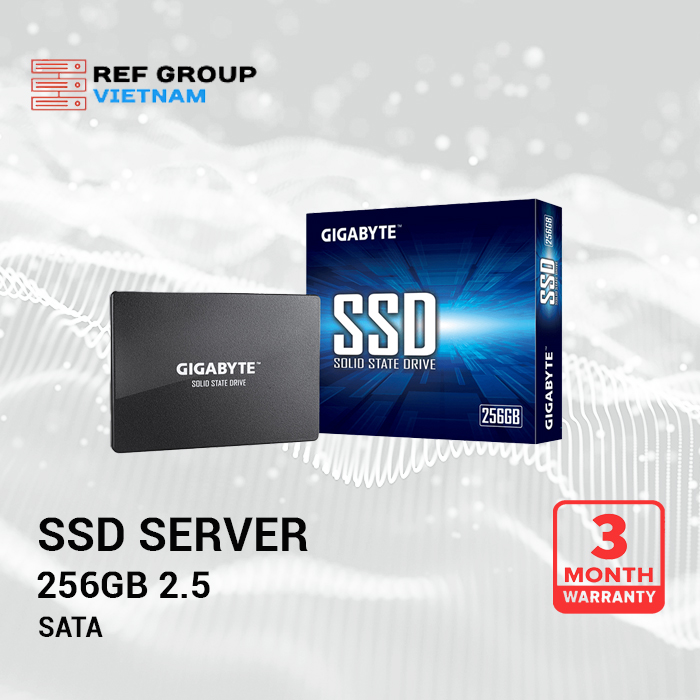 REF GROUP
VIETNAM
GIGABYTE™
SSD
SOLID STATE DRIVE
256GB
SSD
256GB
GIGABYTE™
GIGABYTE™
SOLID STATE DRIVE
SSD SERVER
256GB 2.5
SATA
3
MONTH
WARRANTY